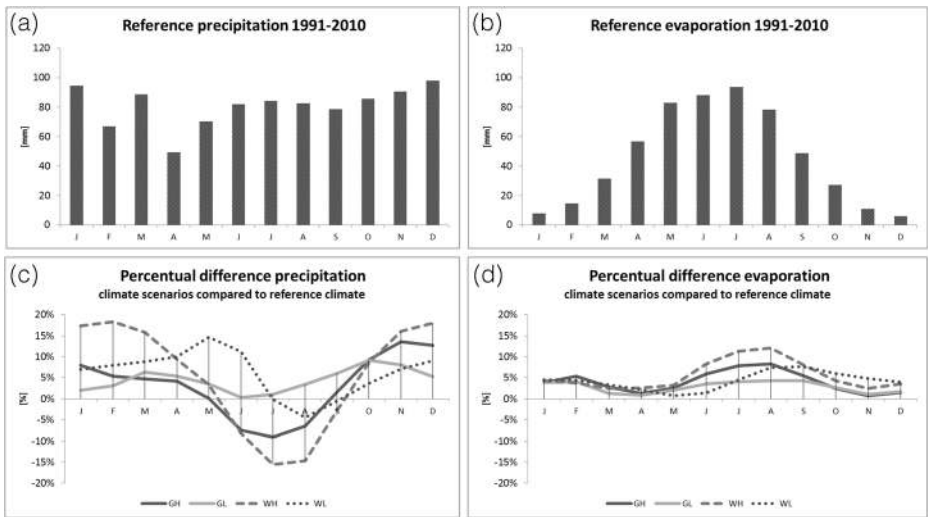 (a)
Reference precipitation 1991-2010
120
100
80
60
40
20
0
[mm]
J F M A M J J A S O N D
(b)
Reference evaporation 1991-2010
120
100
80
60
40
20
0
[mm]
J F M A M J J A S O N D
(c)
Percentual difference precipitation
climate scenarios compared to reference climate
20%
15%
10%
5%
0%
-5%
-10%
-15%
-20%
[%]
J F M A M J J A S O N D
GH GL WH WL
(d)
Percentual difference evaporation
climate scenarios compared to reference climate
20%
15%
10%
5%
0%
-5%
-10%
-15%
-20%
[%]
J F M A M J J A S O N D
GH GL WH WL